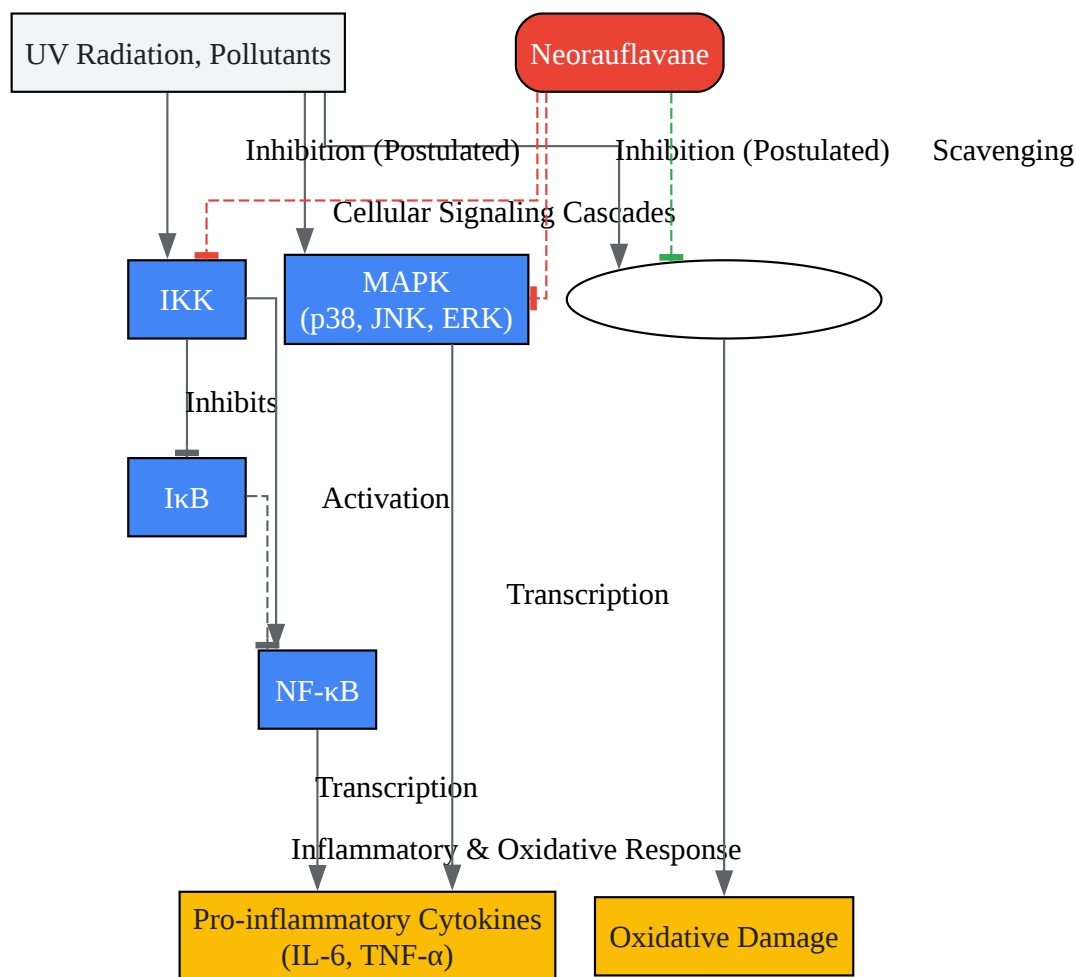 UV Radiation, Pollutants
Neorauflavane
Inhibition (Postulated)
Inhibition (Postulated)
Scavenging
Cellular Signaling Cascades
IKK
MAPK
(p38, JNK, ERK)
Inhibits
IκB
Activation
Transcription
NF-κB
Transcription
Inflammatory & Oxidative Response
Pro-inflammatory Cytokines
(IL-6, TNF-α)
Oxidative Damage